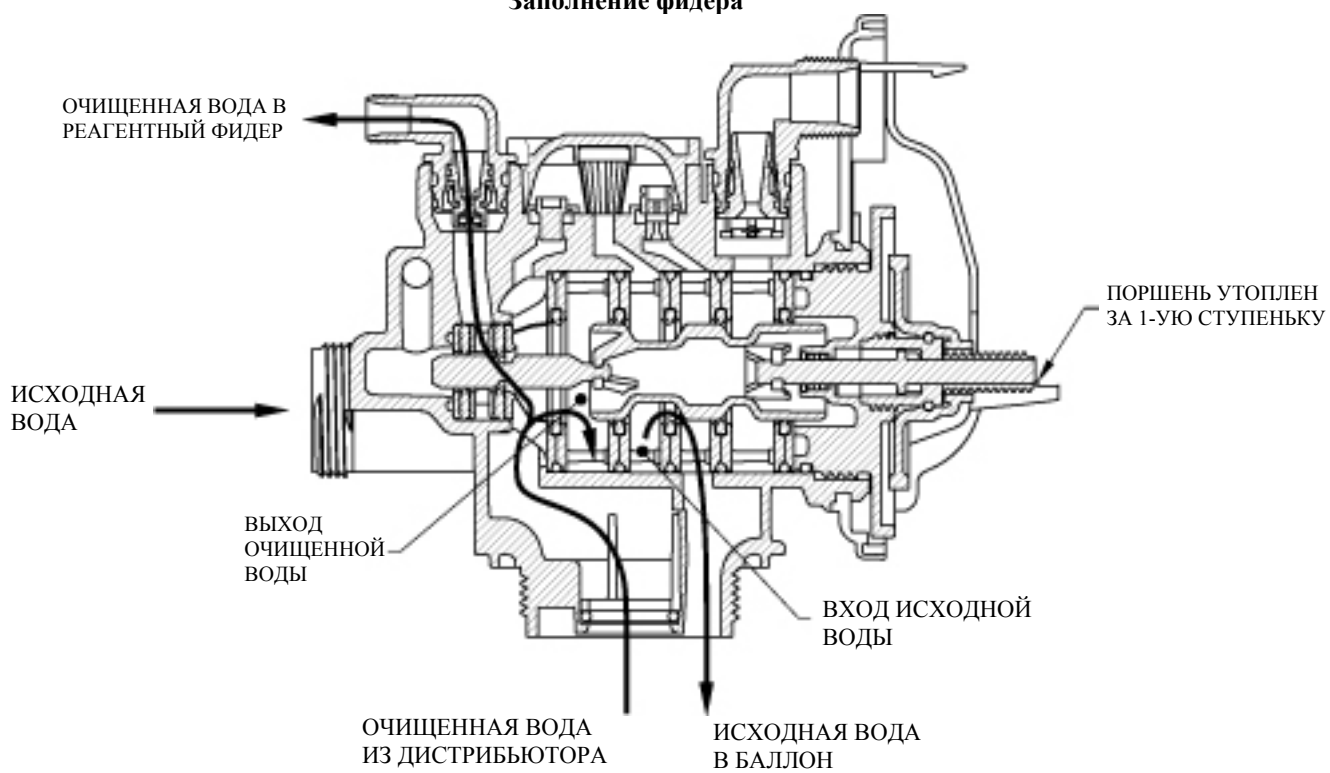 Заполнение фидера
ОЧИЩЕННАЯ ВОДА В
РЕАГЕНТНЫЙ ФИДЕР
ПОРШЕНЬ УТОПЛЕН
ЗА 1-УЮ СТУПЕНЬКУ
ИСХОДНАЯ
ВОДА
ВЫХОД
ОЧИЩЕННОЙ
ВОДЫ
ВХОД ИСХОДНОЙ
ВОДЫ
ОЧИЩЕННАЯ ВОДА
ИЗ ДИСТРИБЬЮТОРА
ИСХОДНАЯ ВОДА
В БАЛЛОН